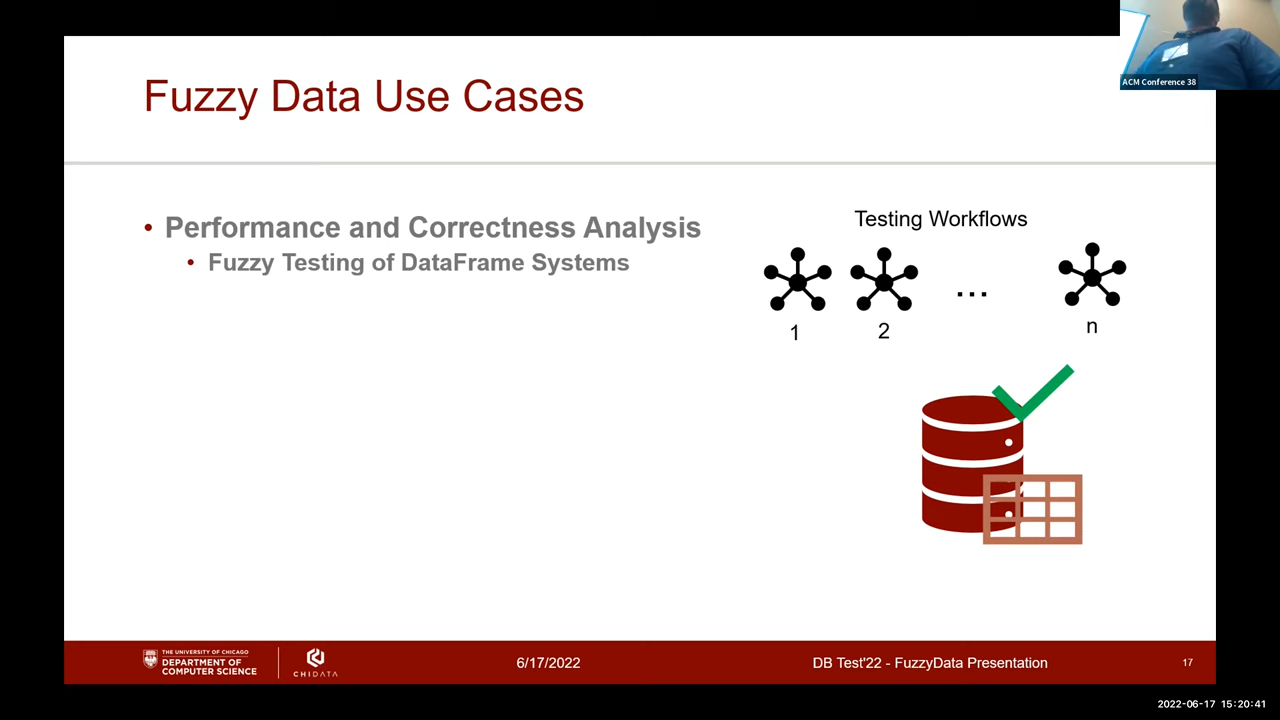 ACM Conference 38
Fuzzy Data Use Cases
• Performance and Correctness Analysis
• Fuzzy Testing of DataFrame Systems
Testing Workflows
...
1
2
n
THE UNIVERSITY OF CHICAGO
DEPARTMENT OF
COMPUTER SCIENCE
CHIDATA
6/17/2022
DB Test'22 - FuzzyData Presentation
17
2022-06-17 15:20:41